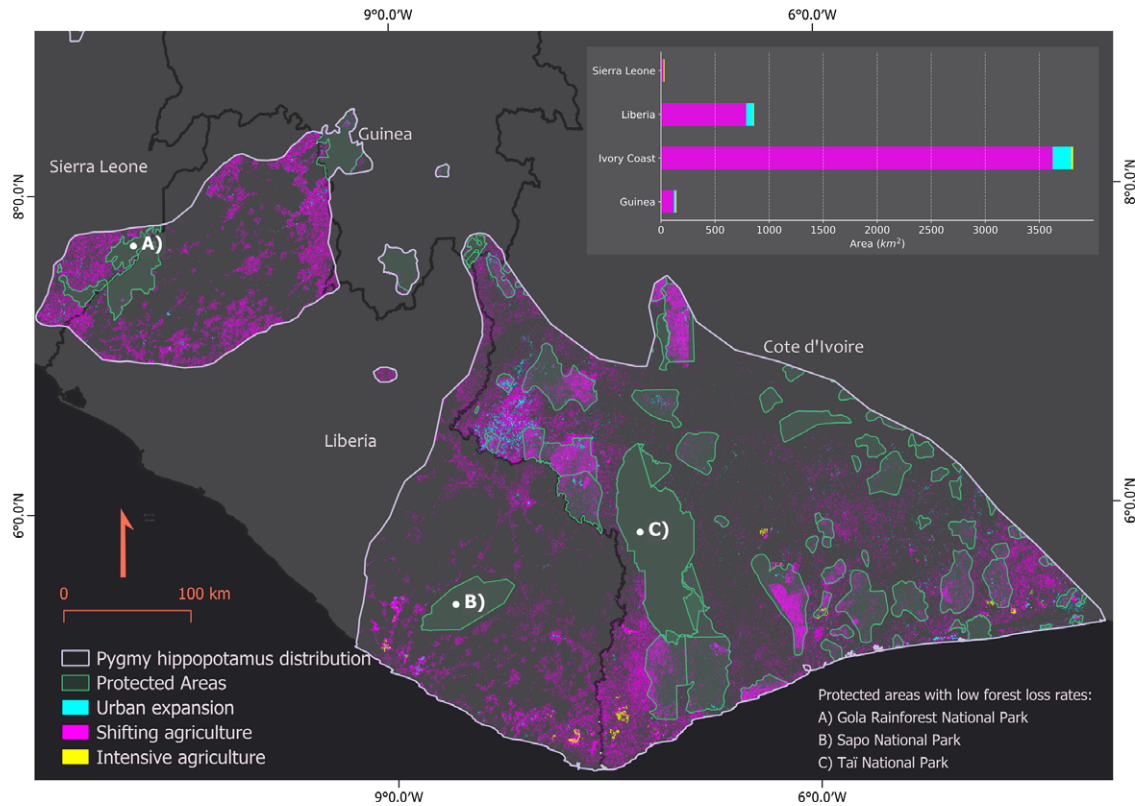 9°0.0'W
6°0.0'W
Sierra Leone
Liberia
Ivory Coast
Guinea
0
500
1000
1500
2000
2500
3000
3500
Area (km²)
Guinea
Sierra Leone
8°0.0'N
8°0.0'N
A)
Cote d'Ivoire
Liberia
6°0.0'N
6°0.0'N
C)
B)
0
100 km
Pygmy hippopotamus distribution
Protected Areas
Urban expansion
Shifting agriculture
Intensive agriculture
Protected areas with low forest loss rates:
A) Gola Rainforest National Park
B) Sapo National Park
C) Taï National Park
9°0.0'W
6°0.0'W